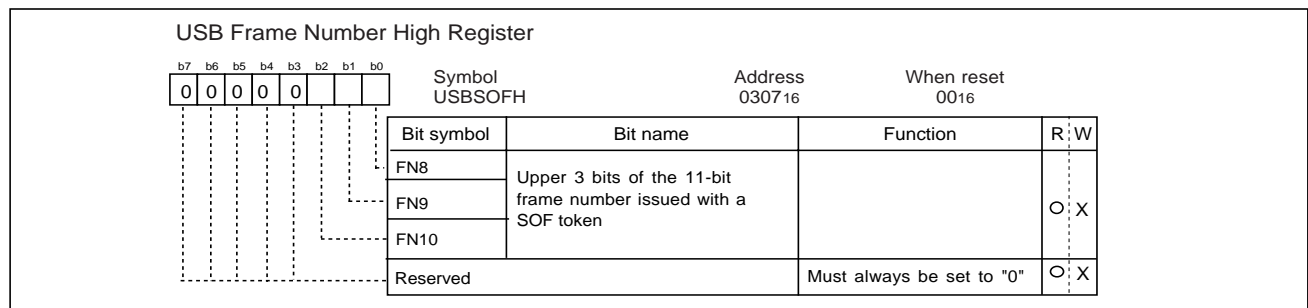 USB Frame Number High Register
b7 b6 b5 b4 b3 b2 b1 b0
0 0 0 0 0
Symbol Address When reset
USBSOFH 030716 0016
Bit symbol Bit name Function R W
FN8
FN9
FN10
Upper 3 bits of the 11-bit
frame number issued with a
SOF token
O X
Reserved Must always be set to "0" O X